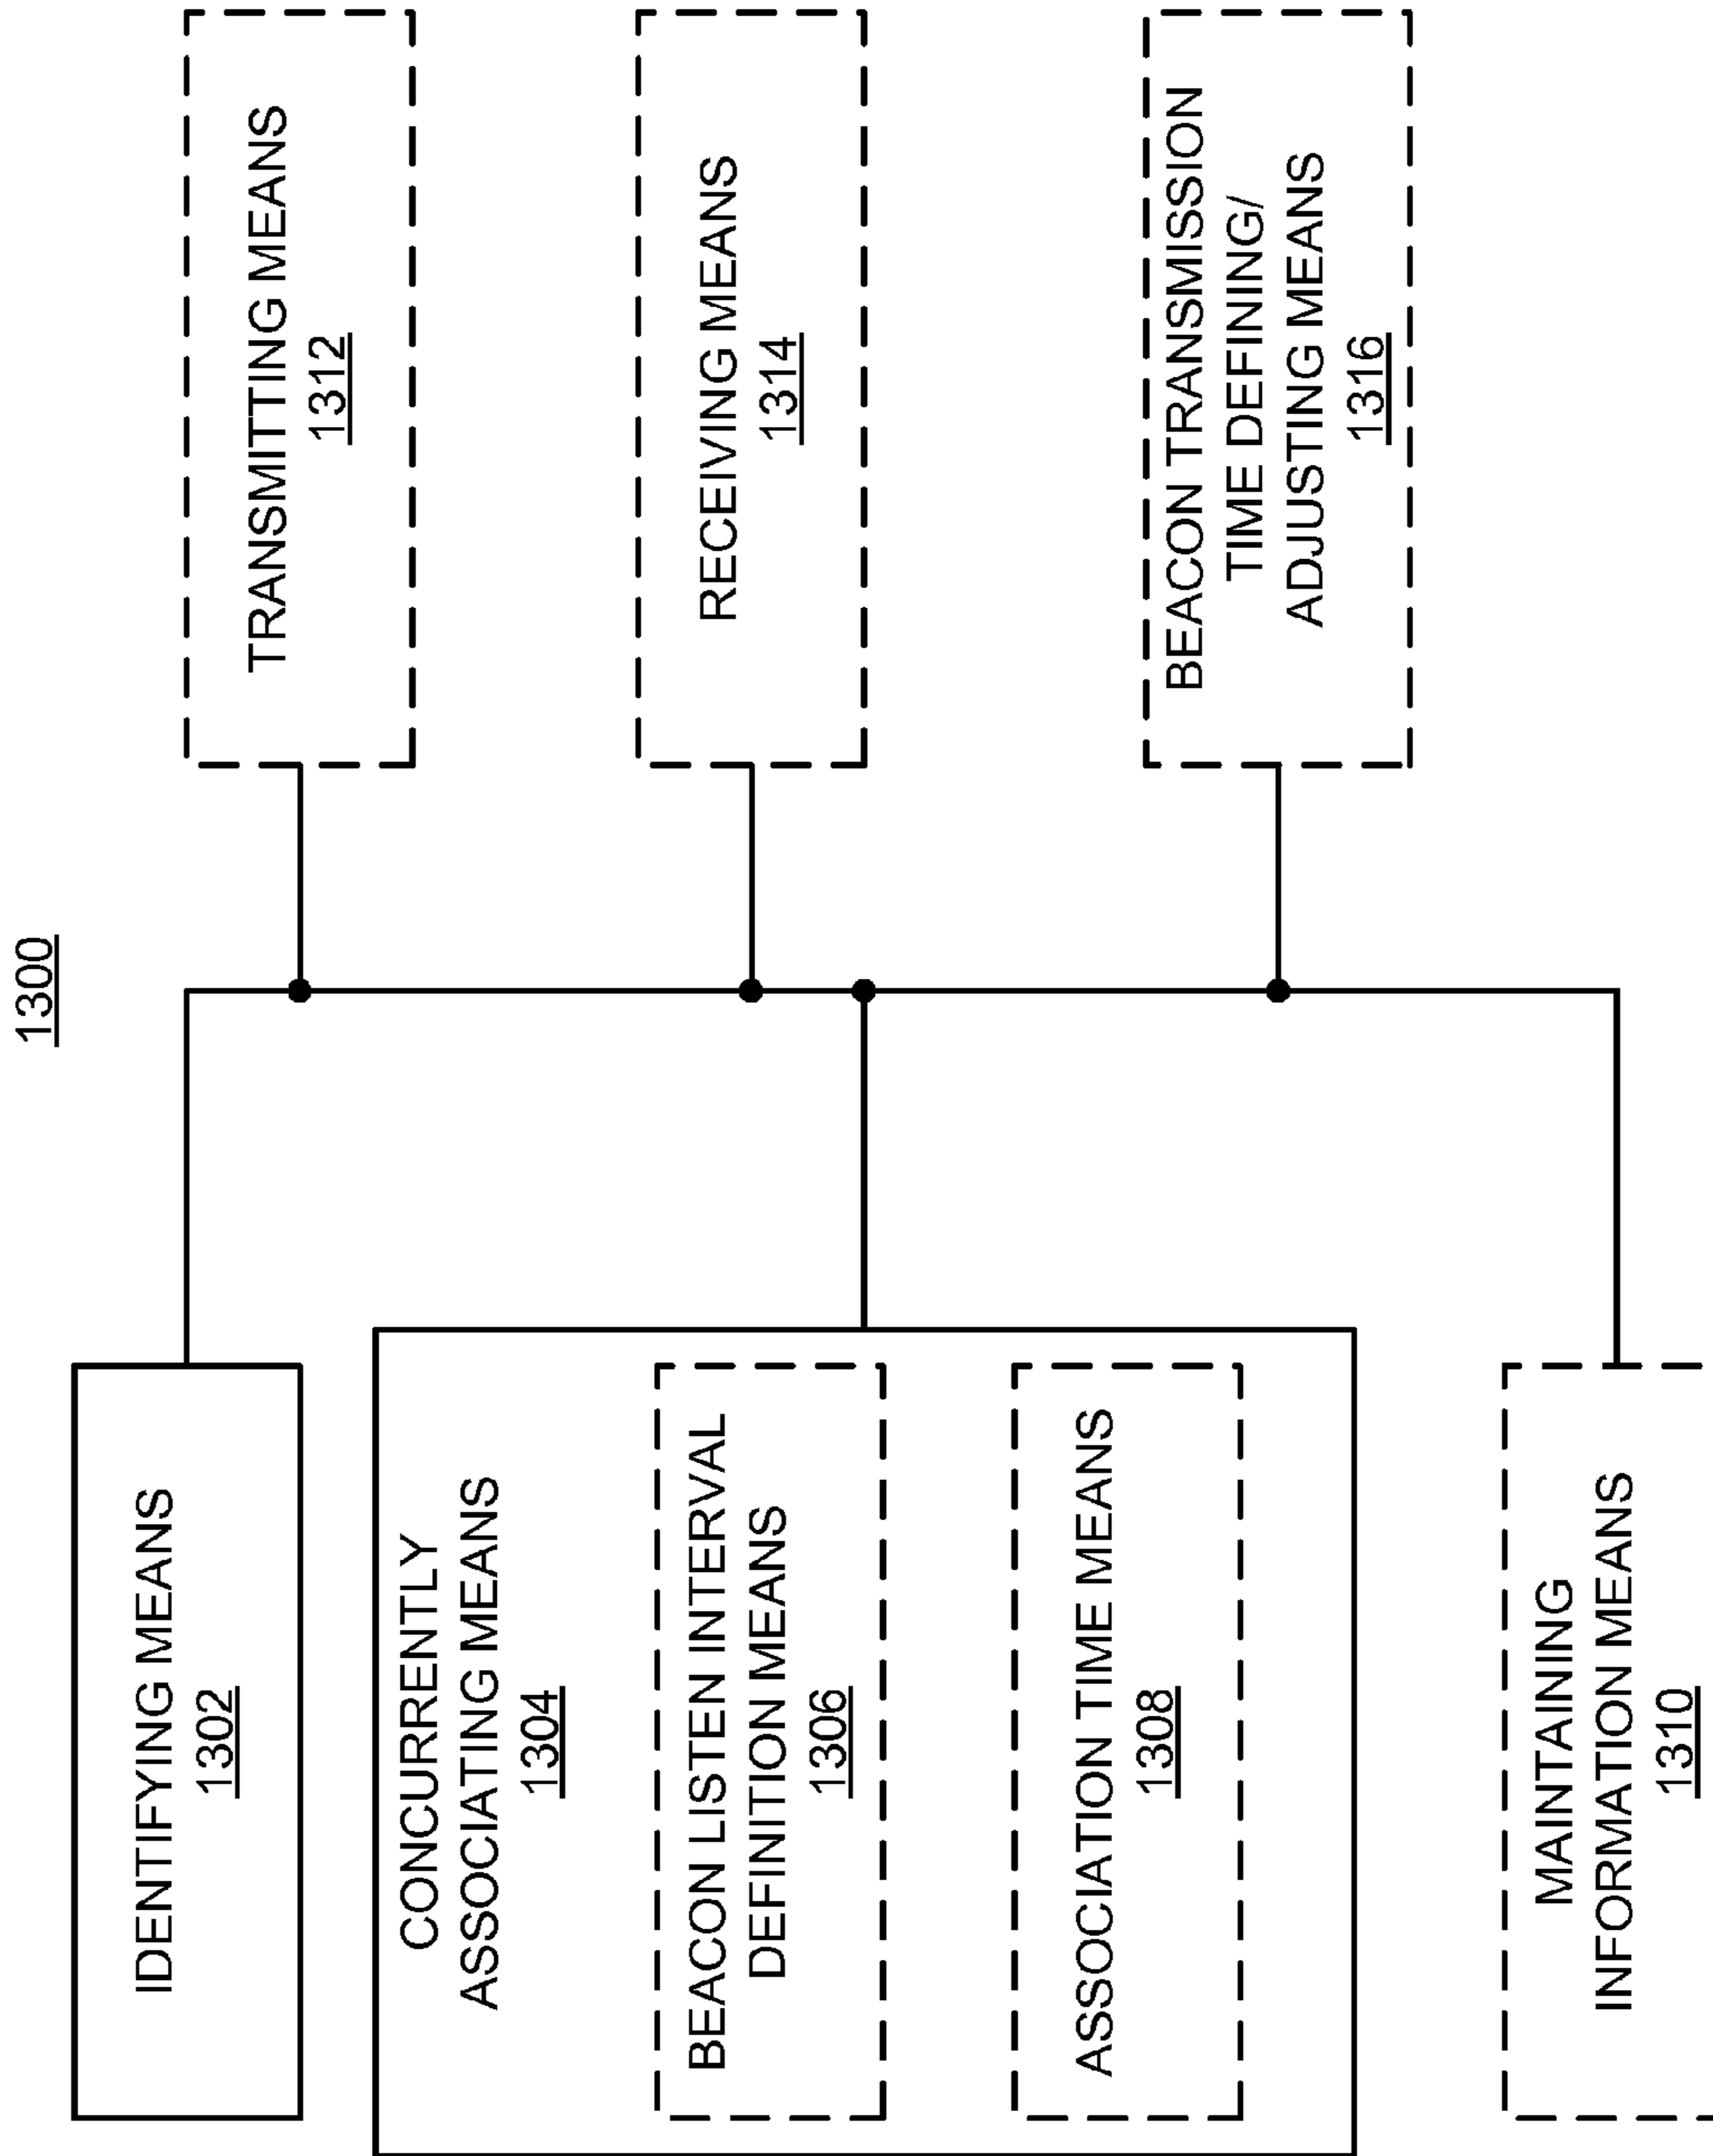 1300
IDENTIFYING MEANS
1302
CONCURRENTLY
ASSOCIATING MEANS
1304
BEACON LISTEN INTERVAL
DEFINITION MEANS
1306
ASSOCIATION TIME MEANS
1308
MAINTAINING
INFORMATION MEANS
1310
TRANSMITTING MEANS
1312
RECEIVING MEANS
1314
BEACON TRANSMISSION
TIME DEFINING/
ADJUSTING MEANS
1316